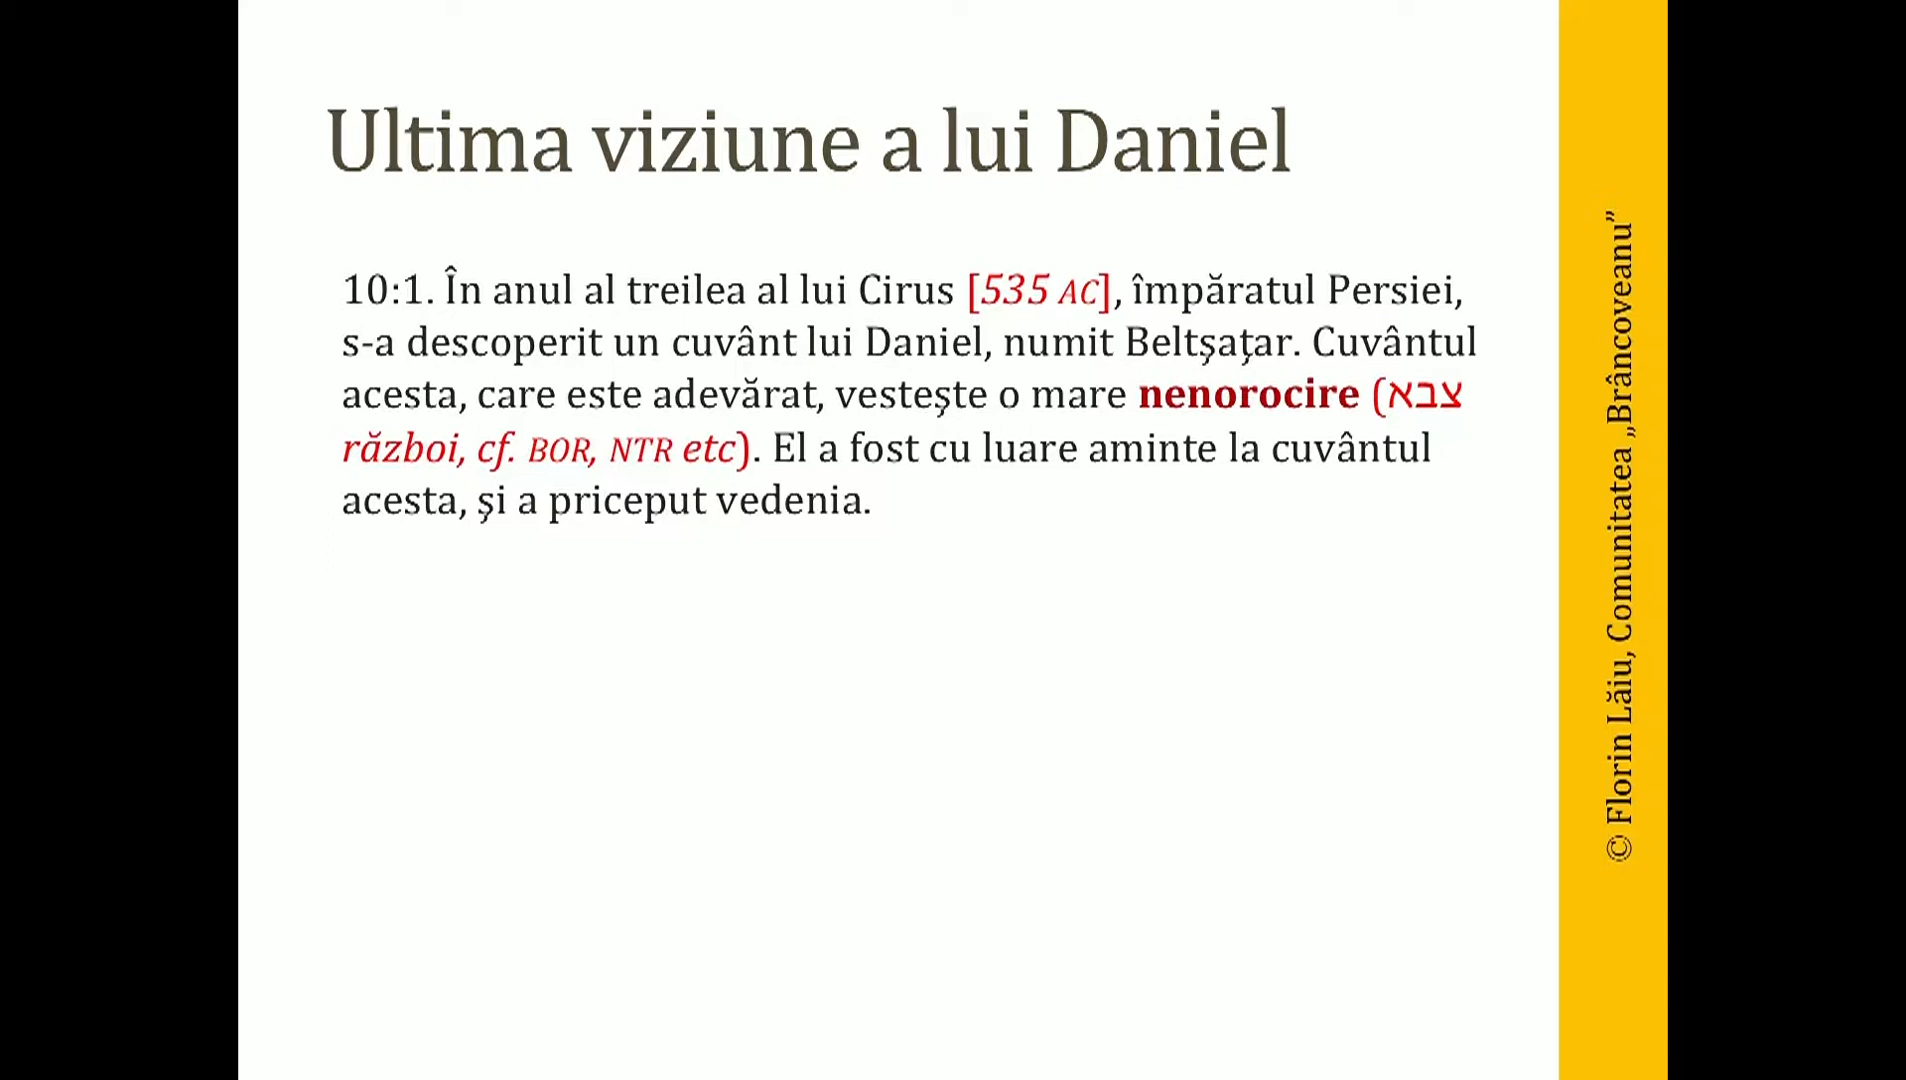 Ultima viziune a lui Daniel
10:1. În anul al treilea al lui Cirus [535 AC], împăratul Persiei,
s-a descoperit un cuvânt lui Daniel, numit Beltşaţar. Cuvântul
acesta, care este adevărat, vesteşte o mare nenorocire (צבא
război, cf. BOR, NTR etc). El a fost cu luare aminte la cuvântul
acesta, şi a priceput vedenia.
© Florin Lăiu, Comunitatea „Brâncoveanu”